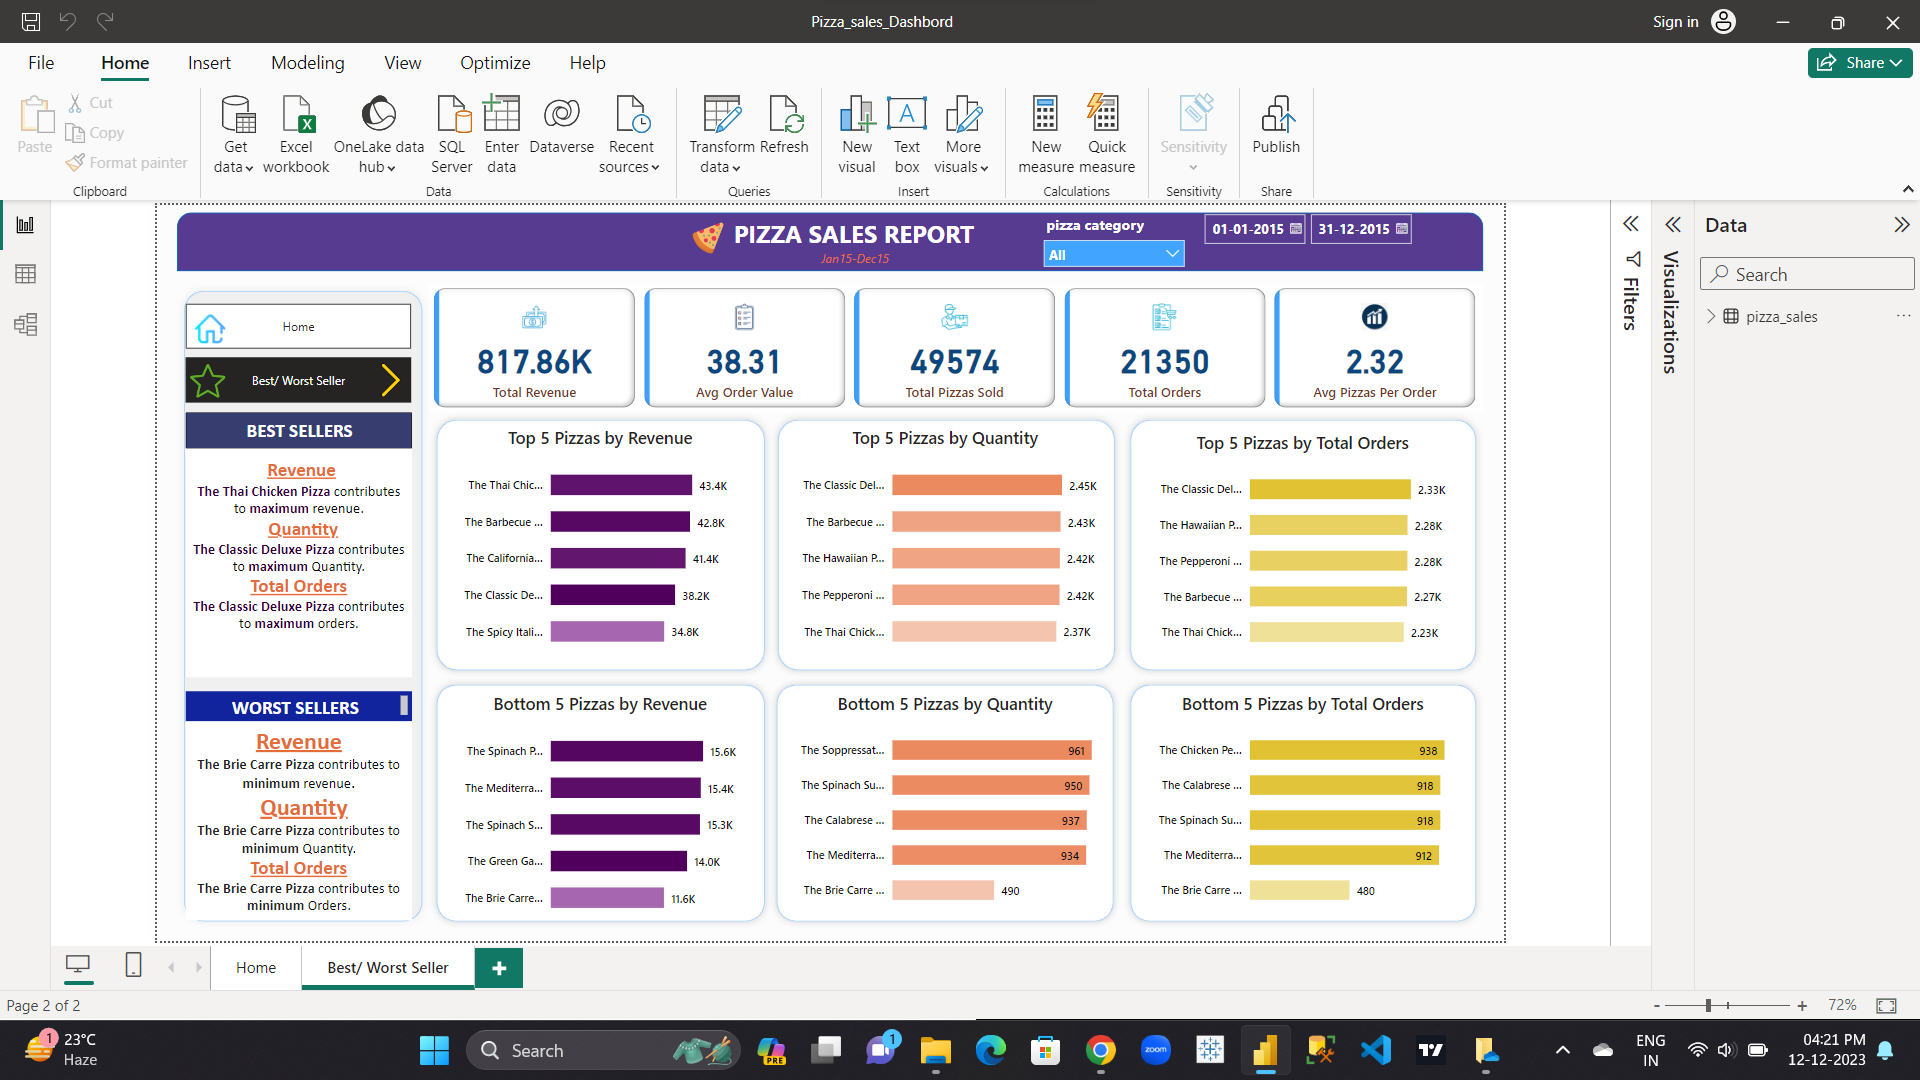 Pizza_sales_Dashbord
Sign in
File
Home
Insert
Modeling
View
Optimize
Help
Share
Paste
Cut
Copy
Format painter
Clipboard
Get data
Excel workbook
OneLake data hub
SQL Server
Enter data
Dataverse
Recent sources
Data
Transform data
Refresh
Queries
New visual
Text box
More visuals
Insert
New measure
Quick measure
Calculations
Sensitivity
Sensitivity
Publish
Share
PIZZA SALES REPORT
Jan15-Dec15
pizza category
All
01-01-2015
31-12-2015
Home
Best/ Worst Seller
BEST SELLERS
Revenue
The Thai Chicken Pizza contributes
to maximum revenue.
Quantity
The Classic Deluxe Pizza contributes
to maximum Quantity.
Total Orders
The Classic Deluxe Pizza contributes
to maximum orders.
WORST SELLERS
Revenue
The Brie Carre Pizza contributes to
minimum revenue.
Quantity
The Brie Carre Pizza contributes to
minimum Quantity.
Total Orders
The Brie Carre Pizza contributes to
minimum Orders.
817.86K
Total Revenue
38.31
Avg Order Value
49574
Total Pizzas Sold
21350
Total Orders
2.32
Avg Pizzas Per Order
Top 5 Pizzas by Revenue
The Thai Chic... 43.4K
The Barbecue ... 42.8K
The California... 41.4K
The Classic De... 38.2K
The Spicy Itali... 34.8K
Top 5 Pizzas by Quantity
The Classic Del... 2.45K
The Barbecue ... 2.43K
The Hawaiian P... 2.42K
The Pepperoni ... 2.42K
The Thai Chick... 2.37K
Top 5 Pizzas by Total Orders
The Classic Del... 2.33K
The Hawaiian P... 2.28K
The Pepperoni ... 2.28K
The Barbecue ... 2.27K
The Thai Chick... 2.23K
Bottom 5 Pizzas by Revenue
The Spinach P... 15.6K
The Mediterra... 15.4K
The Spinach S... 15.3K
The Green Ga... 14.0K
The Brie Carre... 11.6K
Bottom 5 Pizzas by Quantity
The Soppressat... 961
The Spinach Su... 950
The Calabrese ... 937
The Mediterra... 934
The Brie Carre ... 490
Bottom 5 Pizzas by Total Orders
The Chicken Pe... 938
The Calabrese ... 918
The Spinach Su... 918
The Mediterra... 912
The Brie Carre ... 480
Filters
Visualizations
Data
Search
pizza_sales
Home
Best/ Worst Seller
Page 2 of 2
72%
1
23°C
Haze
Search
PRE
1
zoom
ENG
IN
04:21 PM
12-12-2023